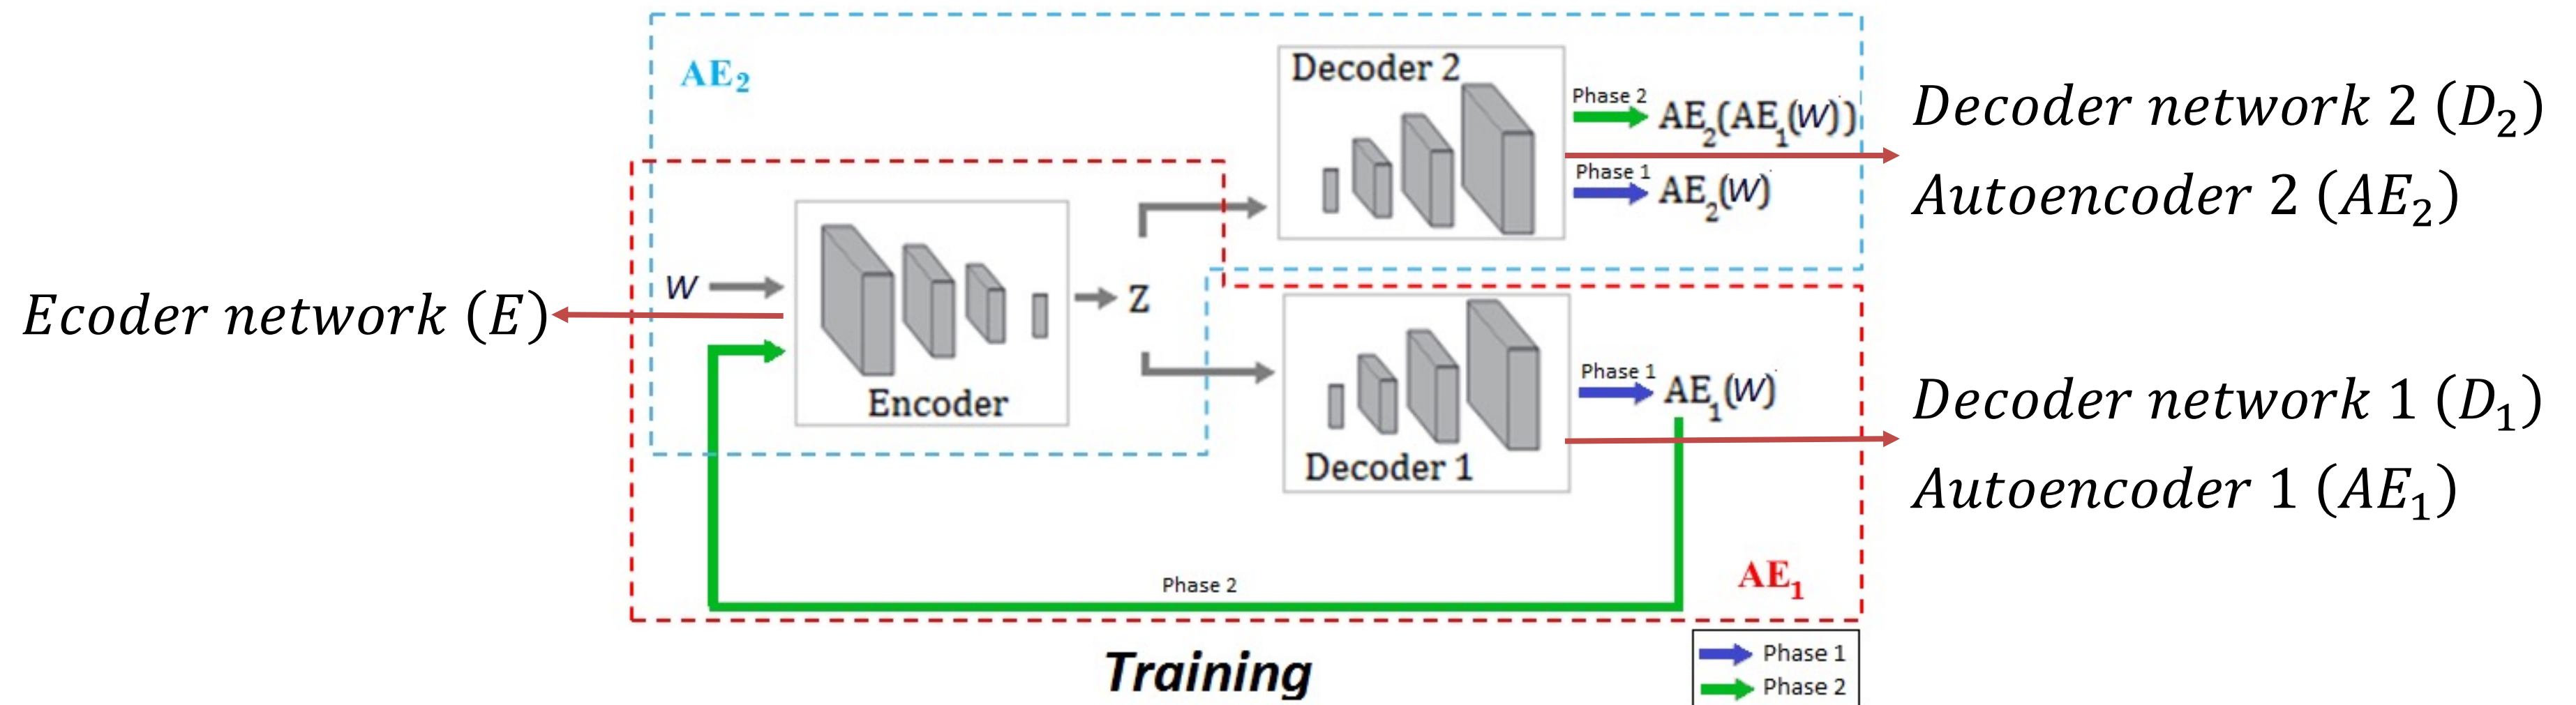 AE₂
Decoder 2
Phase 2
AE₂(AE₁(W))
Phase 1
AE₂(W)
Decoder network 2 (D₂)
Autoencoder 2 (AE₂)
Ecoder network (E)
W
Z
Encoder
Phase 1
AE₁(W)
Decoder 1
Decoder network 1 (D₁)
Autoencoder 1 (AE₁)
Phase 2
AE₁
Training
Phase 1
Phase 2